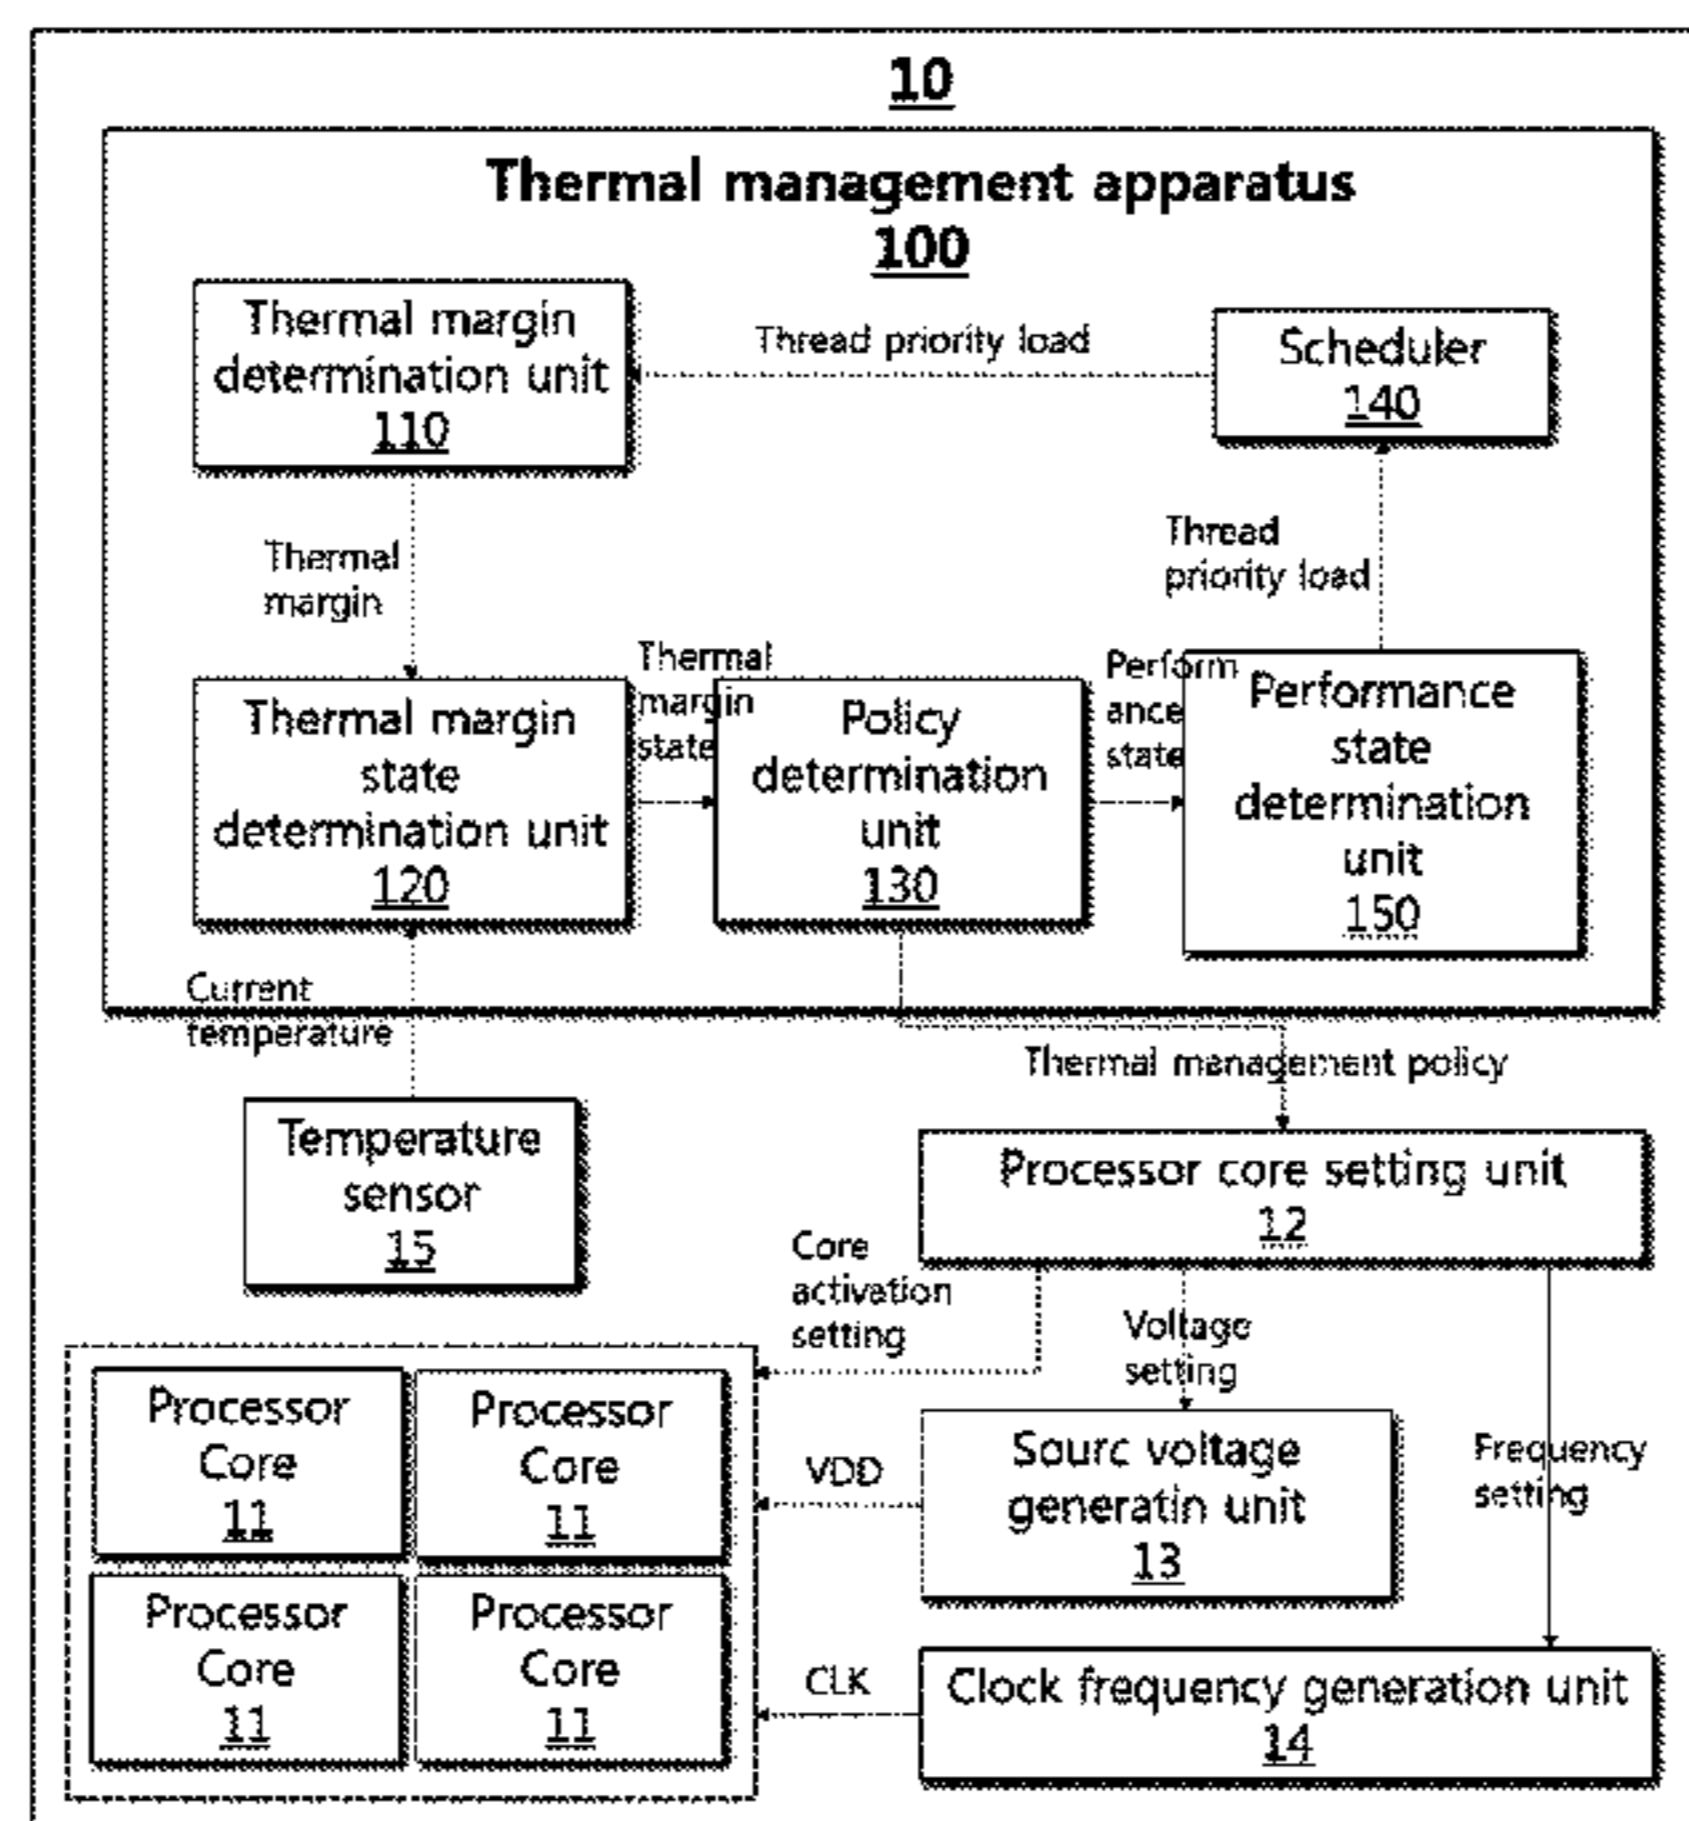 10
Thermal management apparatus
100
Thermal margin
determination unit
110
Thread priority load
Scheduler
140
Thermal
margin
Thread
priority load
Thermal
margin
state
Perform
ance
state
Thermal margin
state
determination unit
120
Policy
determination
unit
130
Performance
state
determination
unit
150
Current
temperature
Thermal management policy
Temperature
sensor
15
Processor core setting unit
12
Core
activation
setting
Voltage
setting
Frequency
setting
Processor
Core
11
Processor
Core
11
VDD
Sourc voltage
generatin unit
13
Processor
Core
11
Processor
Core
11
CLK
Clock frequency generation unit
14